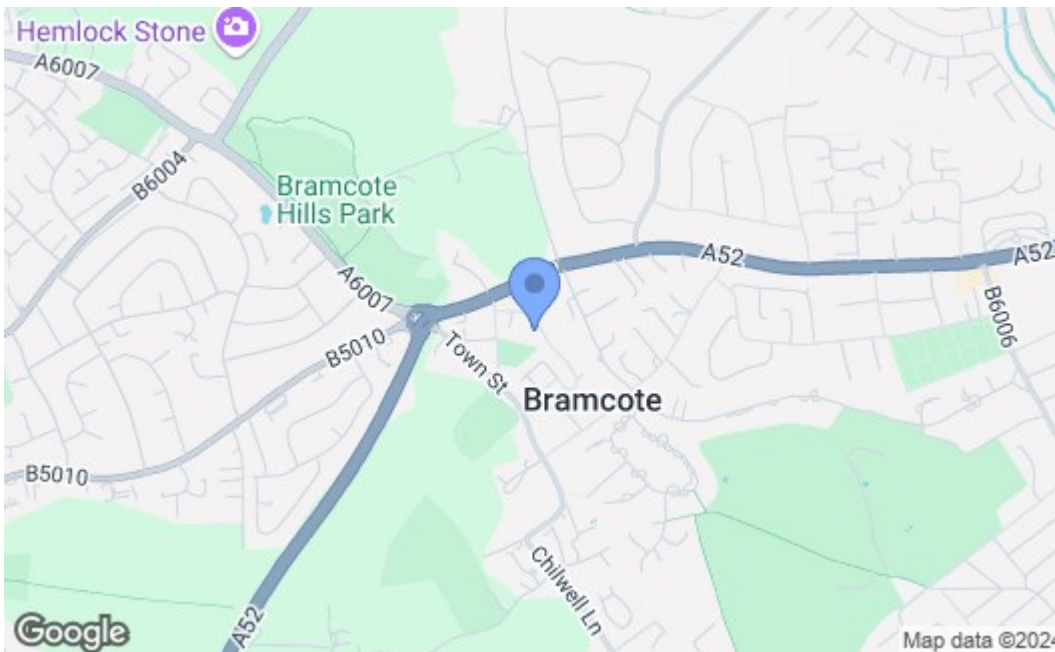 Hemlock Stone
A6007
B6004
Bramcote
Hills Park
A6007
B5010
Town St
A52
A52
B6006
Bramcote
B5010
Chilwell Ln
A52
Google
Map data ©2024